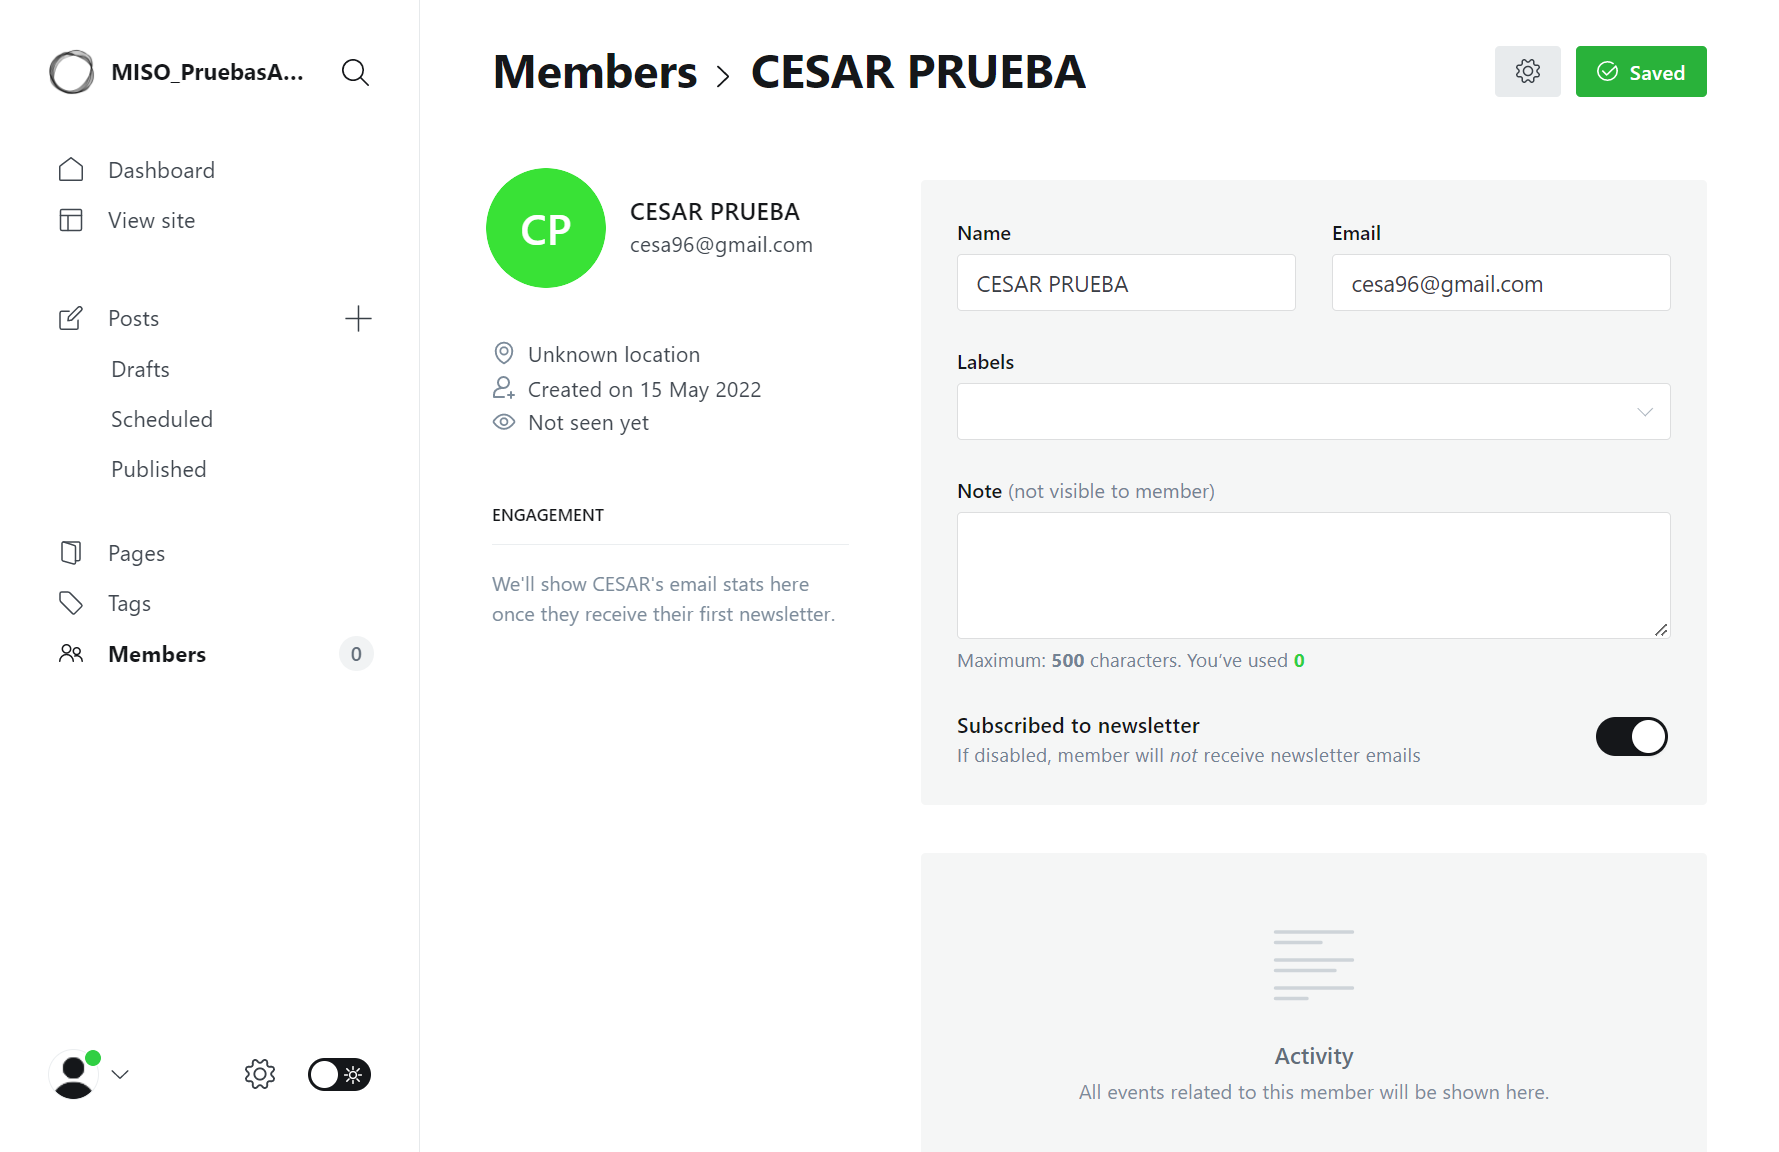 MISO_PruebasA...
Dashboard
View site
Posts
Drafts
Scheduled
Published
Pages
Tags
Members 0
Members > CESAR PRUEBA
Saved
CP
CESAR PRUEBA
cesa96@gmail.com
Unknown location
Created on 15 May 2022
Not seen yet
ENGAGEMENT
We'll show CESAR's email stats here
once they receive their first newsletter.
Name
CESAR PRUEBA
Email
cesa96@gmail.com
Labels
Note (not visible to member)
Maximum: 500 characters. You’ve used 0
Subscribed to newsletter
If disabled, member will not receive newsletter emails
Activity
All events related to this member will be shown here.